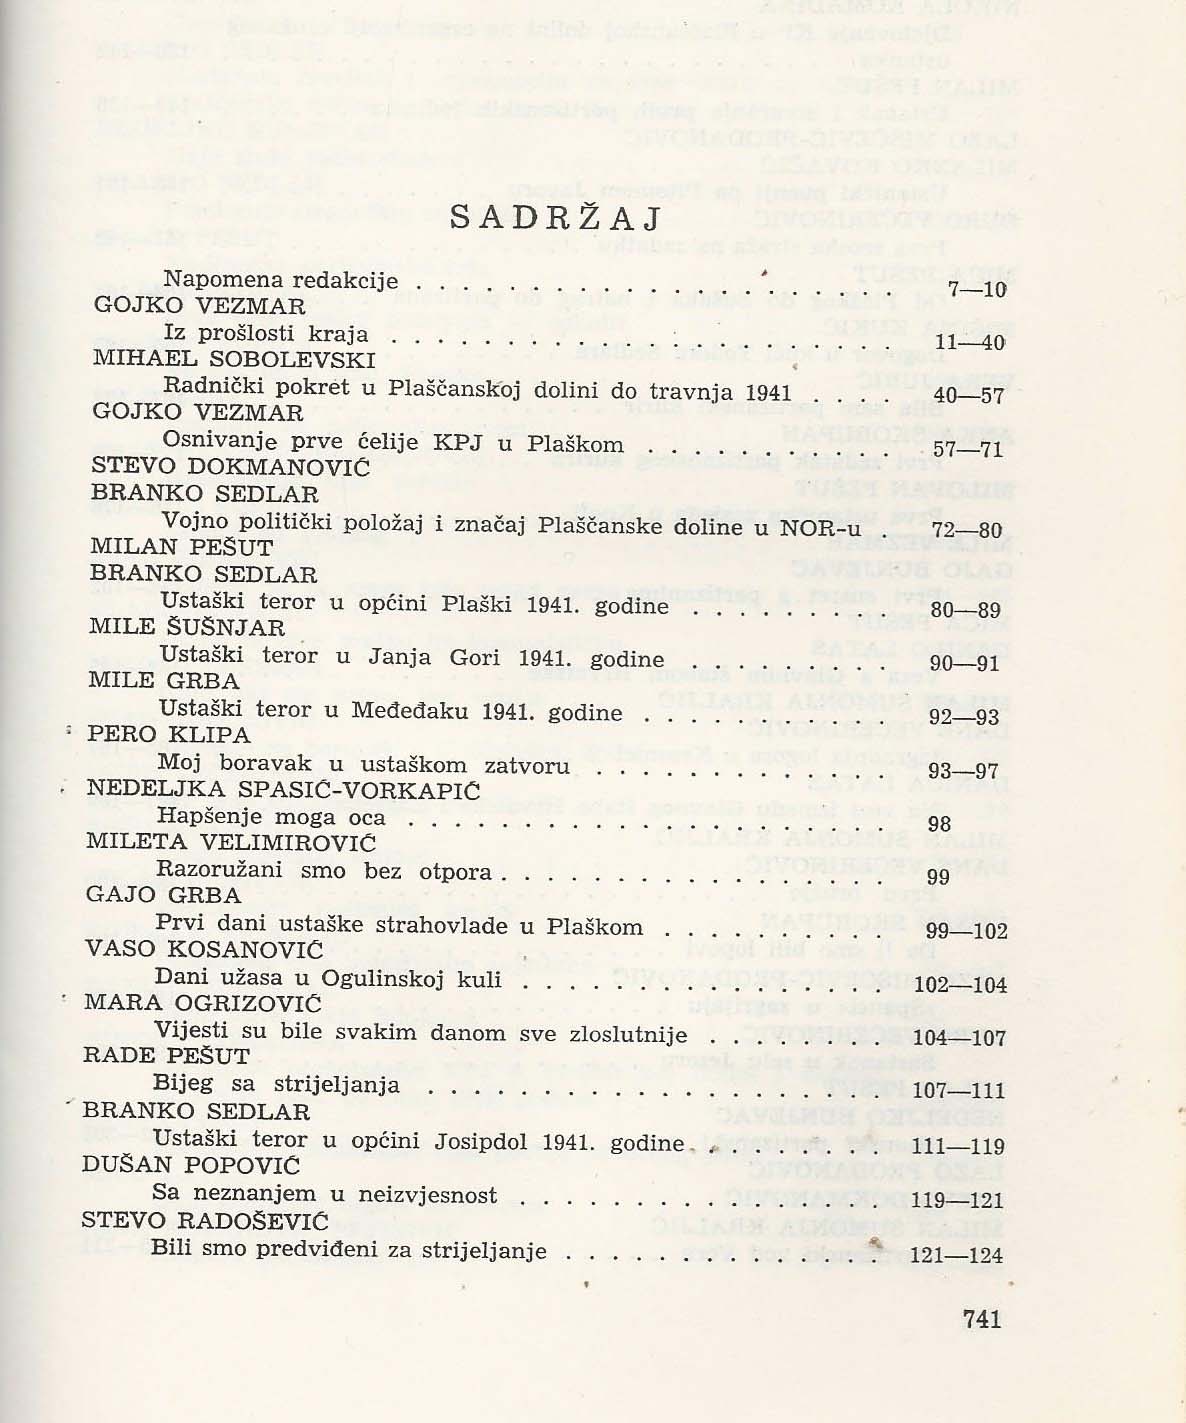 SADRŽAJ
Napomena redakcije . . . . . . . . . . . . . . . . . . . . . 7—10
GOJKO VEZMAR
Iz prošlosti kraja . . . . . . . . . . . . . . . . . . . . . . 11—40
MIHAEL SOBOLEVSKI
Radnički pokret u Plaščanskoj dolini do travnja 1941 . . . . 40—57
GOJKO VEZMAR
Osnivanje prve ćelije KPJ u Plaškom . . . . . . . . . . . . 57—71
STEVO DOKMANOVIĆ
BRANKO SEDLAR
Vojno politički položaj i značaj Plaščanske doline u NOR-u . 72—80
MILAN PEŠUT
BRANKO SEDLAR
Ustaški teror u općini Plaški 1941. godine . . . . . . . . . 80—89
MILE ŠUŠNJAR
Ustaški teror u Janja Gori 1941. godine . . . . . . . . . 90—91
MILE GRBA
Ustaški teror u Međeđaku 1941. godine . . . . . . . . . . . 92—93
PERO KLIPA
Moj boravak u ustaškom zatvoru . . . . . . . . . . . . . 93—97
NEDELJKA SPASIĆ-VORKAPIĆ
Hapšenje moga oca . . . . . . . . . . . . . . . . . . . . . 98
MILETA VELIMIROVIĆ
Razoružani smo bez otpora . . . . . . . . . . . . . . . . . 99
GAJO GRBA
Prvi dani ustaške strahovlade u Plaškom . . . . . . . . . . 99—102
VASO KOSANOVIĆ
Dani užasa u Ogulinskoj kuli . . . . . . . . . . . . . . . . 102—104
MARA OGRIZOVIĆ
Vijesti su bile svakim danom sve zloslutnije . . . . . . . . 104—107
RADE PEŠUT
Bijeg sa strijeljanja . . . . . . . . . . . . . . . . . . . . 107—111
BRANKO SEDLAR
Ustaški teror u općini Josipdol 1941. godine . . . . . . . . . 111—119
DUŠAN POPOVIĆ
Sa neznanjem u neizvjesnost . . . . . . . . . . . . . . . . 119—121
STEVO RADOŠEVIĆ
Bili smo predviđeni za strijeljanje . . . . . . . . . . . . . . 121—124
741